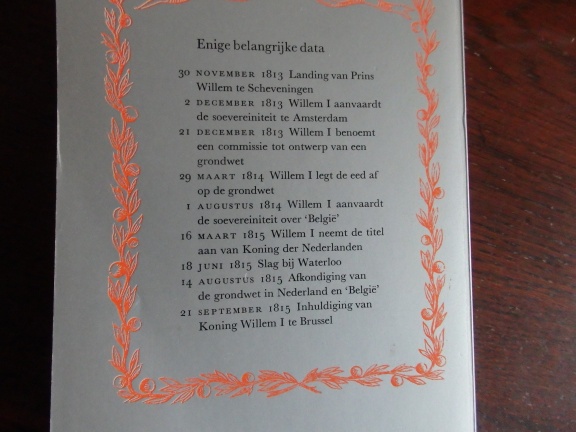 Enige belangrijke data
30 NOVEMBER 1813 Landing van Prins
Willem te Scheveningen
2 DECEMBER 1813 Willem I aanvaardt
de soevereiniteit te Amsterdam
21 DECEMBER 1813 Willem I benoemt
een commissie tot ontwerp van een
grondwet
29 MAART 1814 Willem I legt de eed af
op de grondwet
1 AUGUSTUS 1814 Willem I aanvaardt
de soevereiniteit over 'België'
16 MAART 1815 Willem I neemt de titel
aan van Koning der Nederlanden
18 JUNI 1815 Slag bij Waterloo
14 AUGUSTUS 1815 Afkondiging van
de grondwet in Nederland en 'België'
21 SEPTEMBER 1815 Inhuldiging van
Koning Willem I te Brussel